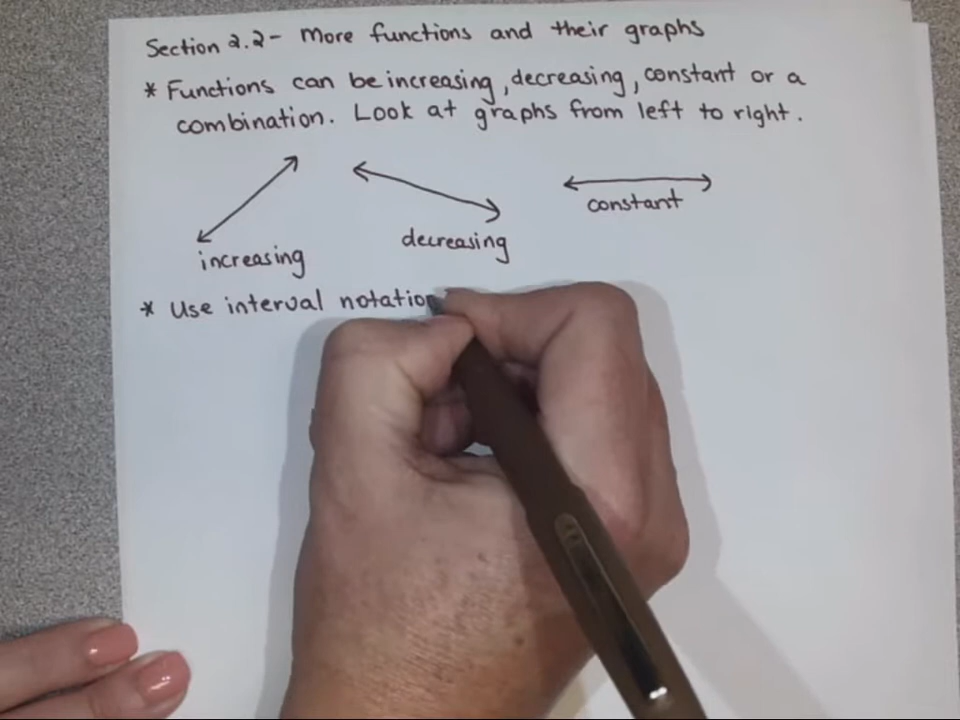 Section 2.2- More functions and their graphs
* Functions can be increasing, decreasing, constant or a
combination. Look at graphs from left to right.
constant
decreasing
increasing
* Use interval notation